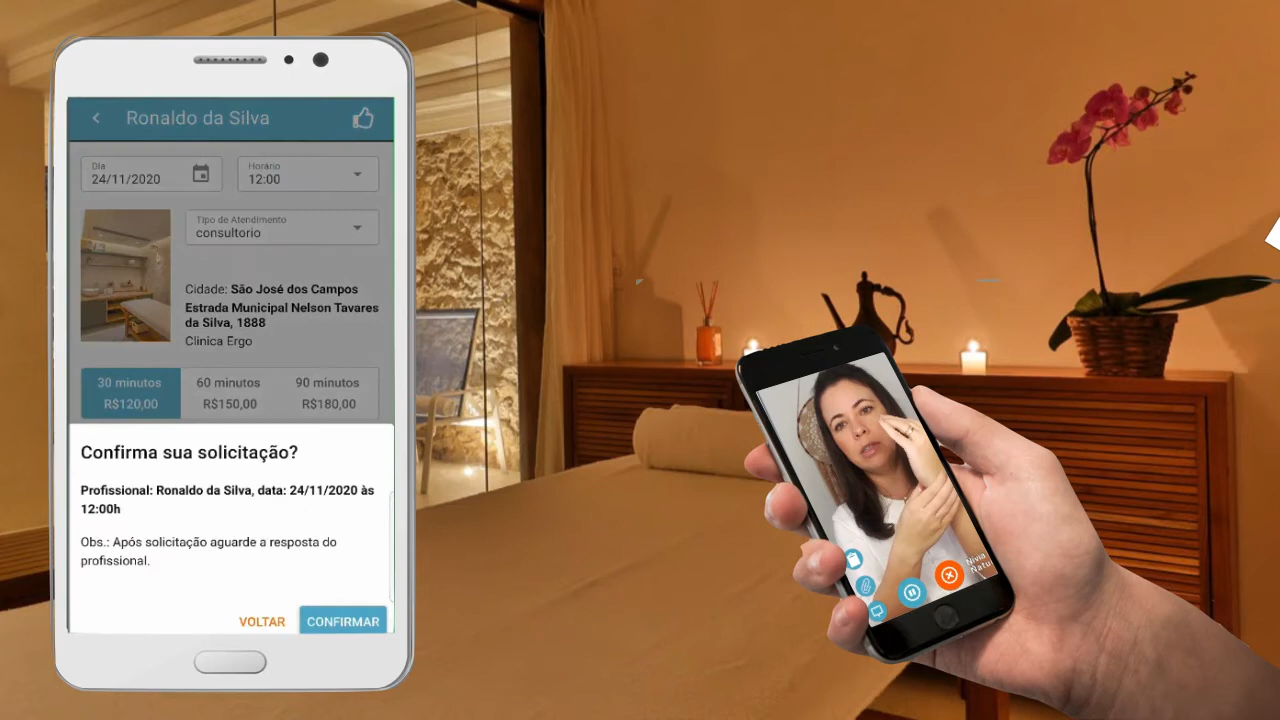 Ronaldo da Silva
Dia
24/11/2020
Horário
12:00
Tipo de Atendimento
consultorio
Cidade: São José dos Campos
Estrada Municipal Nelson Tavares
da Silva, 1888
Clinica Ergo
30 minutos
R$120,00
60 minutos
R$150,00
90 minutos
R$180,00
Confirma sua solicitação?
Profissional: Ronaldo da Silva, data: 24/11/2020 às
12:00h
Obs.: Após solicitação aguarde a resposta do
profissional.
VOLTAR
CONFIRMAR
Nivia
Natu